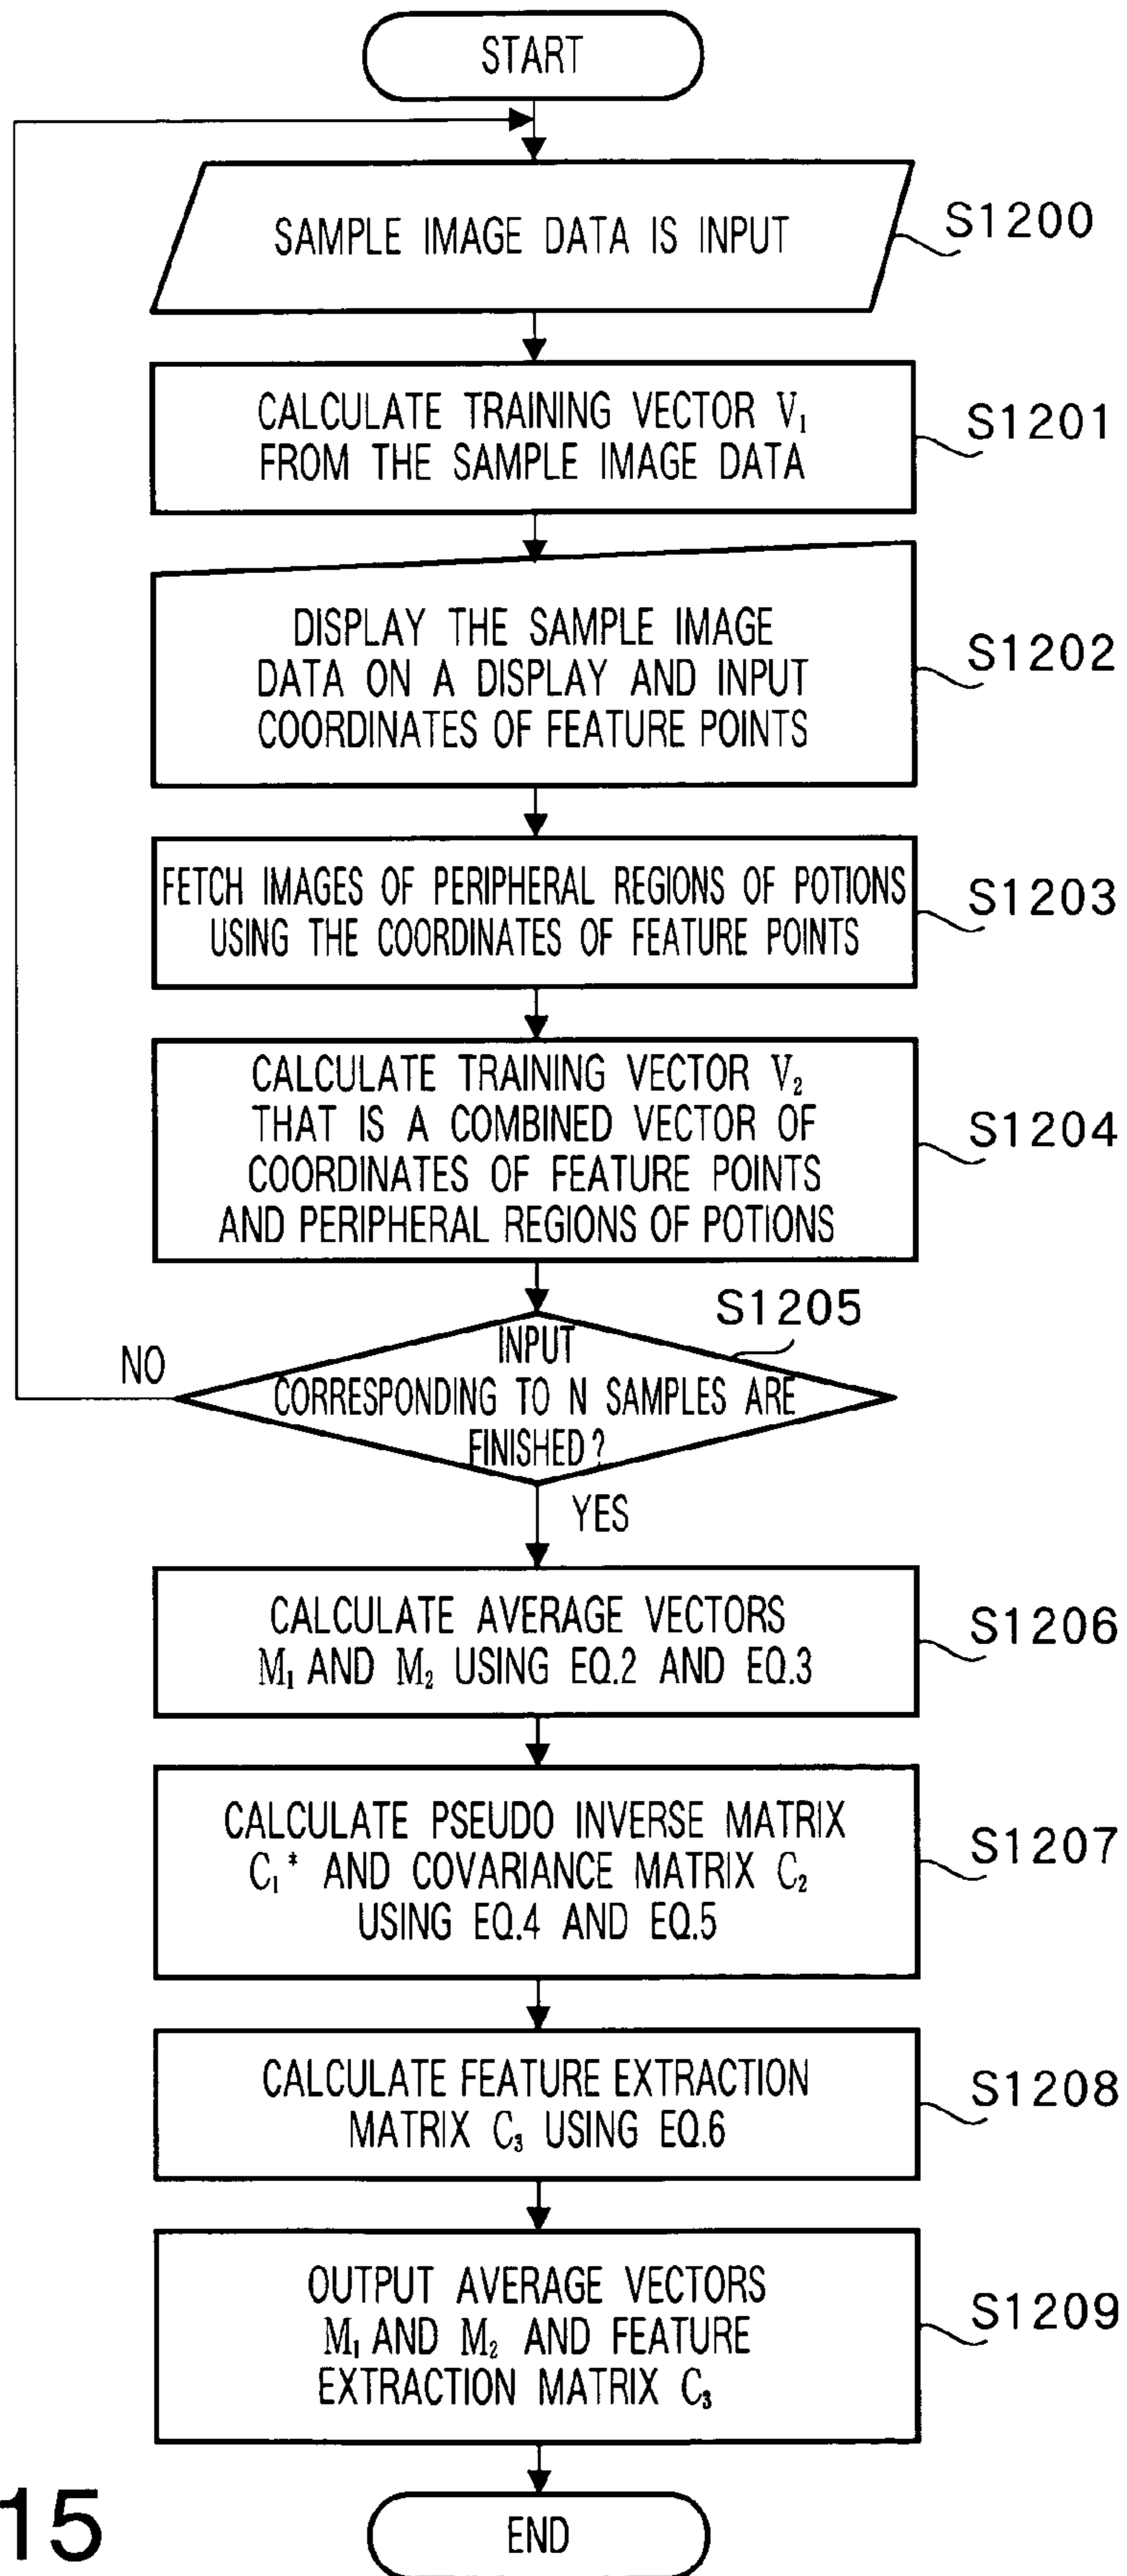 START
SAMPLE IMAGE DATA IS INPUT
S1200
CALCULATE TRAINING VECTOR V₁
FROM THE SAMPLE IMAGE DATA
S1201
DISPLAY THE SAMPLE IMAGE
DATA ON A DISPLAY AND INPUT
COORDINATES OF FEATURE POINTS
S1202
FETCH IMAGES OF PERIPHERAL REGIONS OF POTIONS
USING THE COORDINATES OF FEATURE POINTS
S1203
CALCULATE TRAINING VECTOR V₂
THAT IS A COMBINED VECTOR OF
COORDINATES OF FEATURE POINTS
AND PERIPHERAL REGIONS OF POTIONS
S1204
S1205
INPUT
CORRESPONDING TO N SAMPLES ARE
FINISHED?
NO
YES
CALCULATE AVERAGE VECTORS
M₁ AND M₂ USING EQ.2 AND EQ.3
S1206
CALCULATE PSEUDO INVERSE MATRIX
C₁* AND COVARIANCE MATRIX C₂
USING EQ.4 AND EQ.5
S1207
CALCULATE FEATURE EXTRACTION
MATRIX C₃ USING EQ.6
S1208
OUTPUT AVERAGE VECTORS
M₁ AND M₂ AND FEATURE
EXTRACTION MATRIX C₃
S1209
END
15